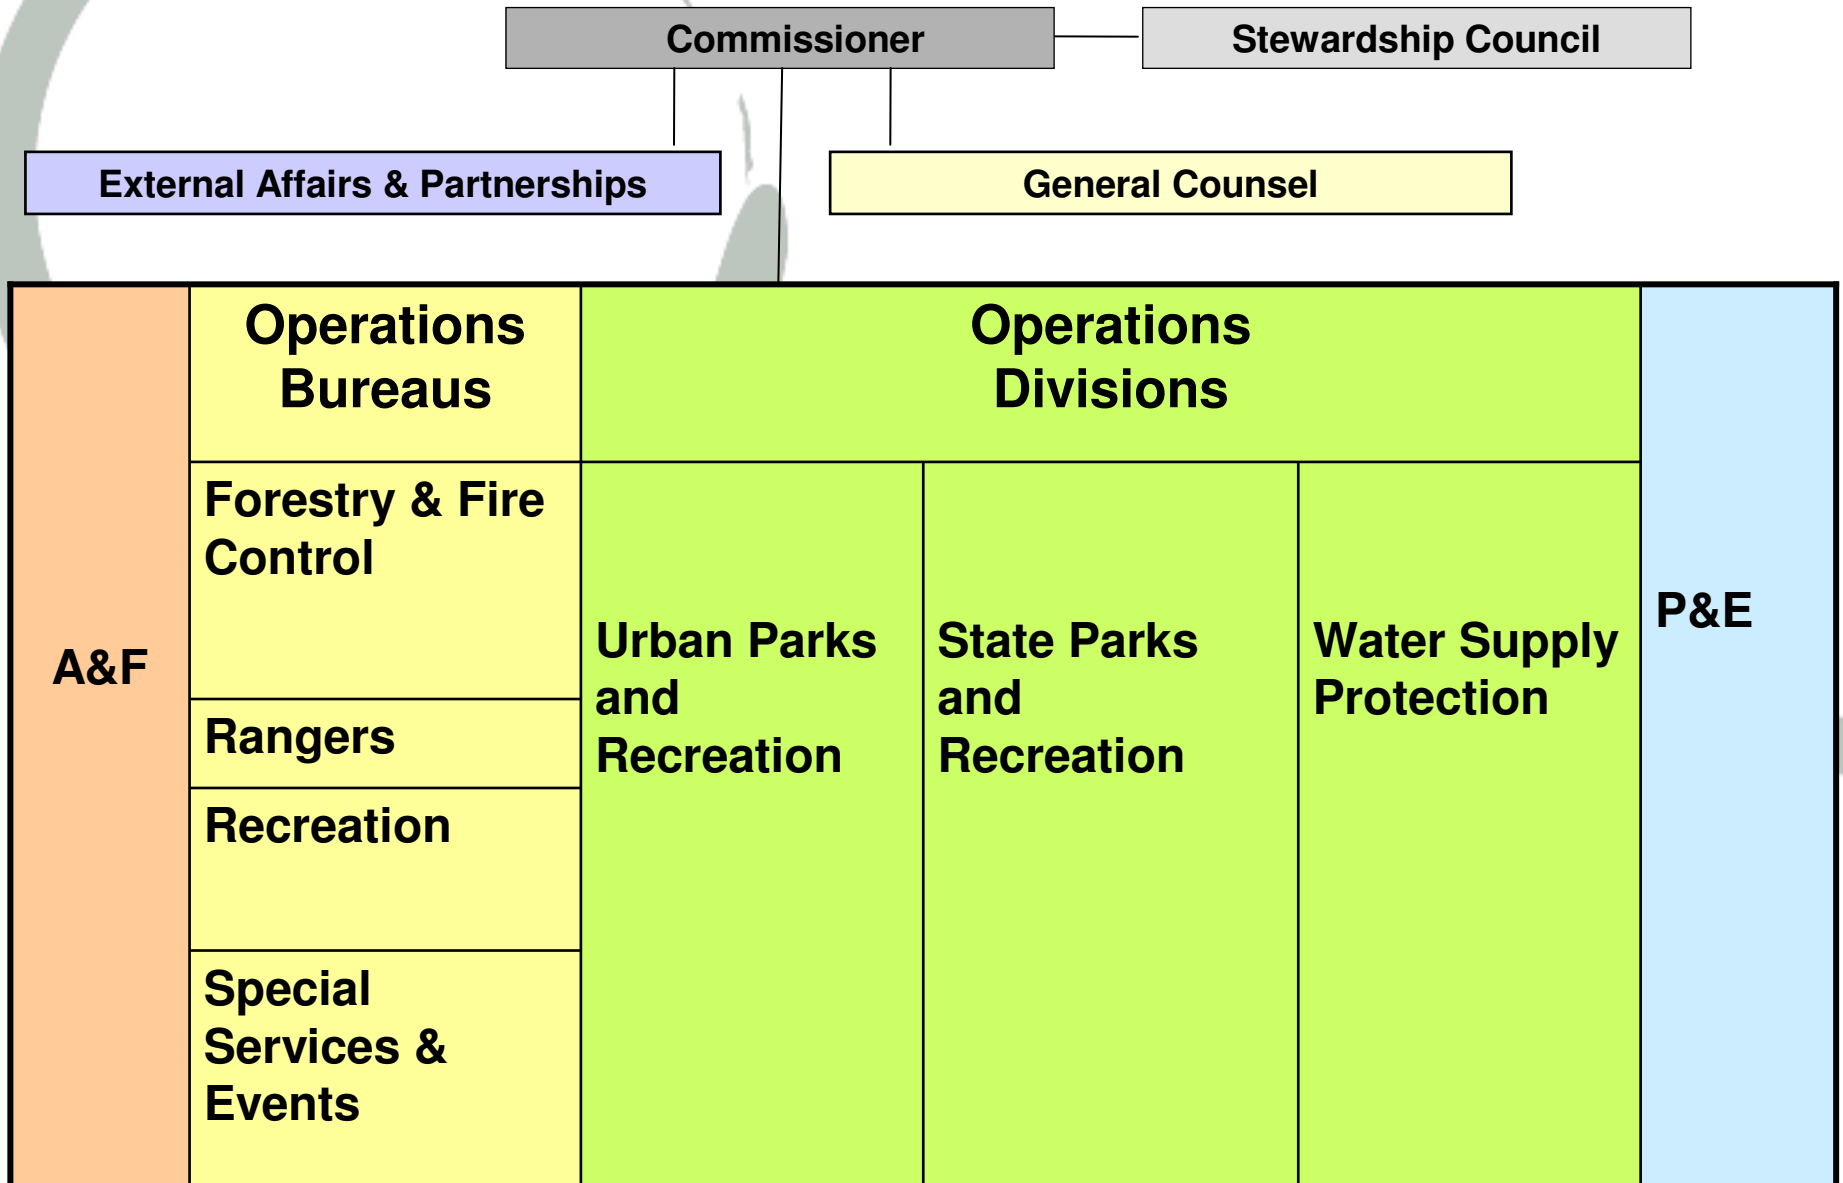 Commissioner
Stewardship Council
External Affairs & Partnerships
General Counsel
A&F
Operations
Bureaus
Forestry & Fire
Control
Rangers
Recreation
Special
Services &
Events
Operations
Divisions
Urban Parks
and
Recreation
State Parks
and
Recreation
Water Supply
Protection
P&E